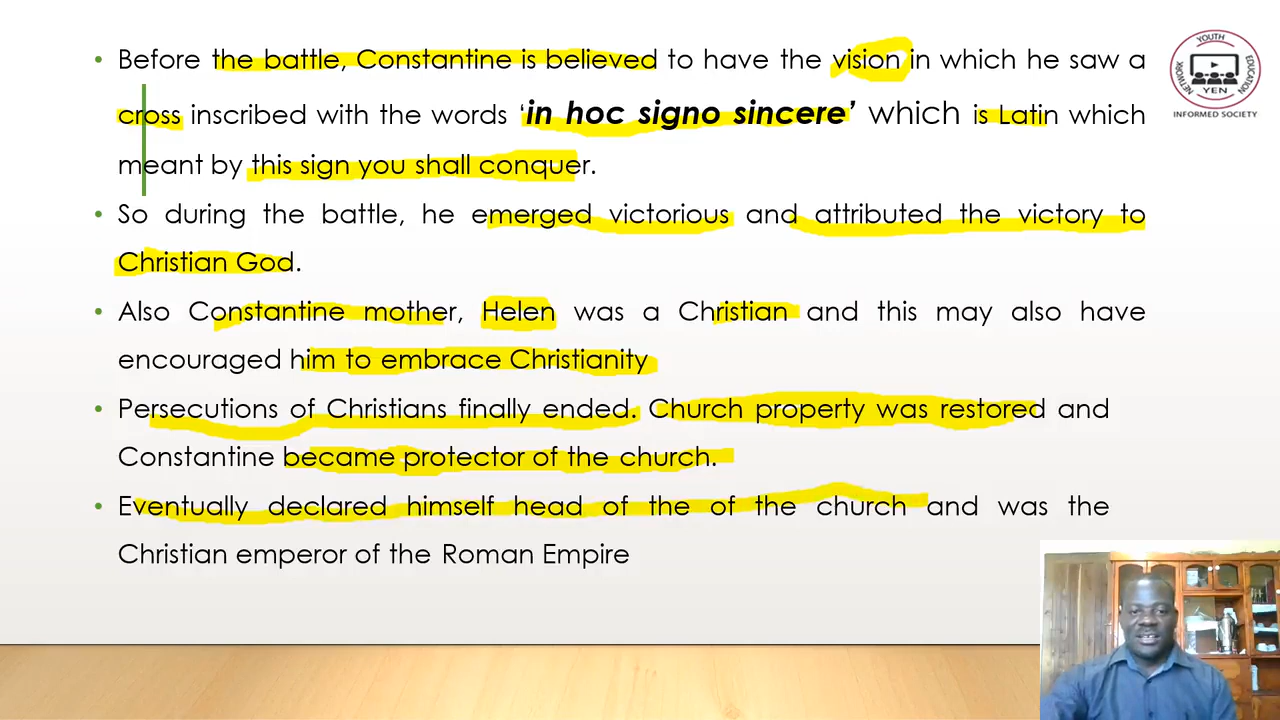 • Before the battle, Constantine is believed to have the vision in which he saw a
cross inscribed with the words ‘in hoc signo sincere’ which is Latin which
meant by this sign you shall conquer.
• So during the battle, he emerged victorious and attributed the victory to
Christian God.
• Also Constantine mother, Helen was a Christian and this may also have
encouraged him to embrace Christianity
• Persecutions of Christians finally ended. Church property was restored and
Constantine became protector of the church.
• Eventually declared himself head of the of the church and was the
Christian emperor of the Roman Empire
YOUTH
EDUCATION
NETWORK
YEN
INFORMED SOCIETY